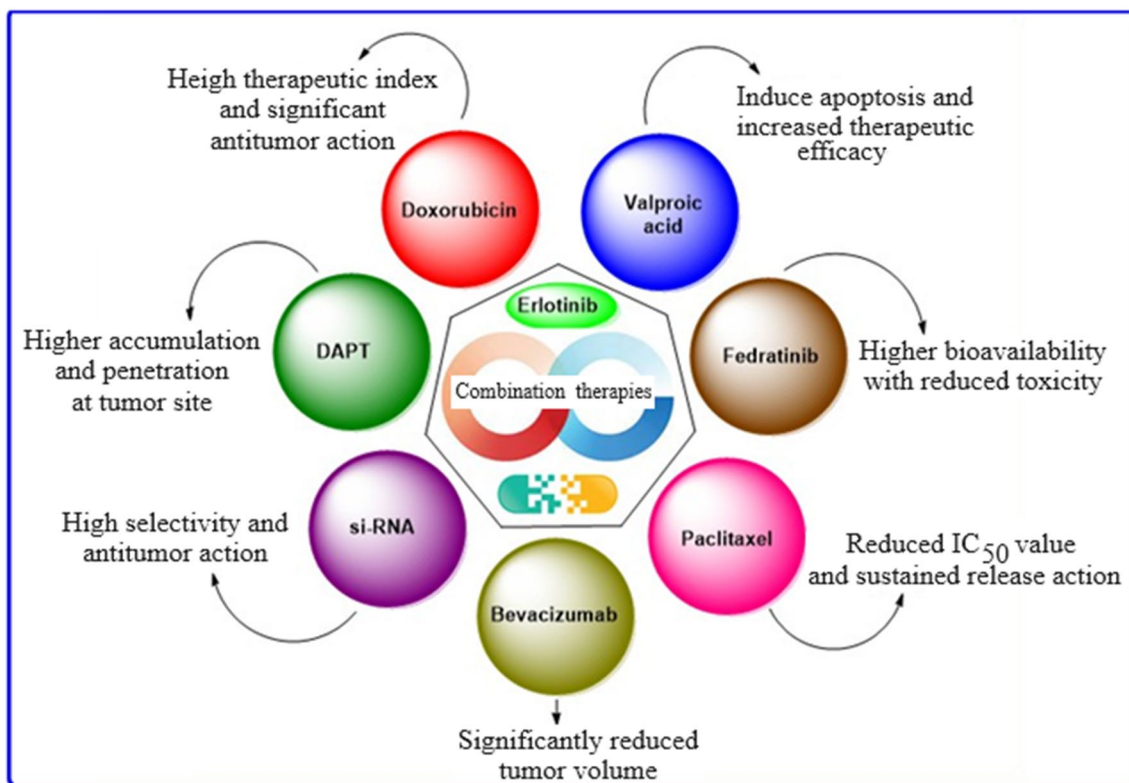 Heigh therapeutic index
and significant
antitumor action
Induce apoptosis and
increased therapeutic
efficacy
Doxorubicin
Valproic
acid
Erlotinib
Higher accumulation
and penetration
at tumor site
DAPT
Combination therapies
Fedratinib
Higher bioavailability
with reduced toxicity
High selectivity and
antitumor action
si-RNA
Paclitaxel
Reduced IC50 value
and sustained release action
Bevacizumab
Significantly reduced
tumor volume